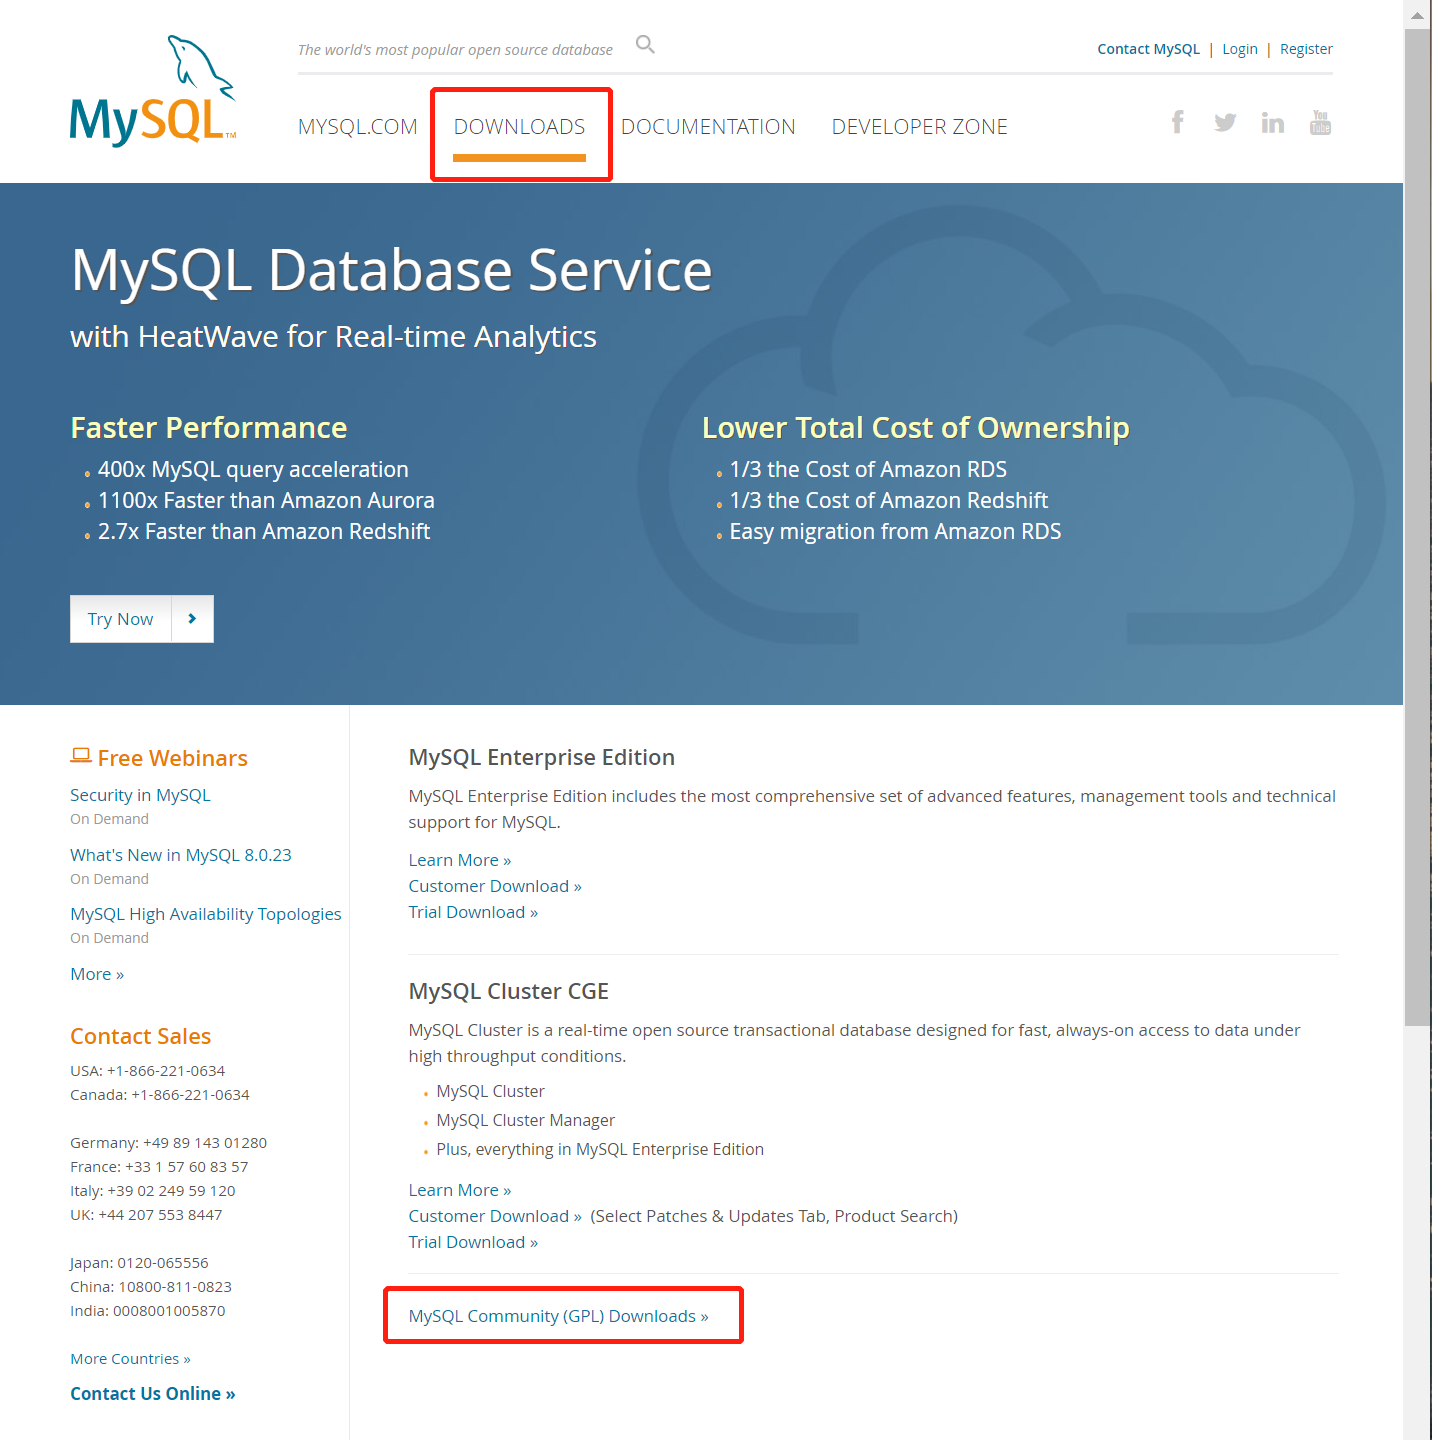 The world's most popular open source database
Contact MySQL | Login | Register
MySQL™
MYSQL.COM
DOWNLOADS
DOCUMENTATION
DEVELOPER ZONE
You Tube
MySQL Database Service
with HeatWave for Real-time Analytics
Faster Performance
400x MySQL query acceleration
1100x Faster than Amazon Aurora
2.7x Faster than Amazon Redshift
Lower Total Cost of Ownership
1/3 the Cost of Amazon RDS
1/3 the Cost of Amazon Redshift
Easy migration from Amazon RDS
Try Now
Free Webinars
Security in MySQL
On Demand
What's New in MySQL 8.0.23
On Demand
MySQL High Availability Topologies
On Demand
More »
Contact Sales
USA: +1-866-221-0634
Canada: +1-866-221-0634
Germany: +49 89 143 01280
France: +33 1 57 60 83 57
Italy: +39 02 249 59 120
UK: +44 207 553 8447
Japan: 0120-065556
China: 10800-811-0823
India: 0008001005870
More Countries »
Contact Us Online »
MySQL Enterprise Edition
MySQL Enterprise Edition includes the most comprehensive set of advanced features, management tools and technical
support for MySQL.
Learn More »
Customer Download »
Trial Download »
MySQL Cluster CGE
MySQL Cluster is a real-time open source transactional database designed for fast, always-on access to data under
high throughput conditions.
MySQL Cluster
MySQL Cluster Manager
Plus, everything in MySQL Enterprise Edition
Learn More »
Customer Download » (Select Patches & Updates Tab, Product Search)
Trial Download »
MySQL Community (GPL) Downloads »